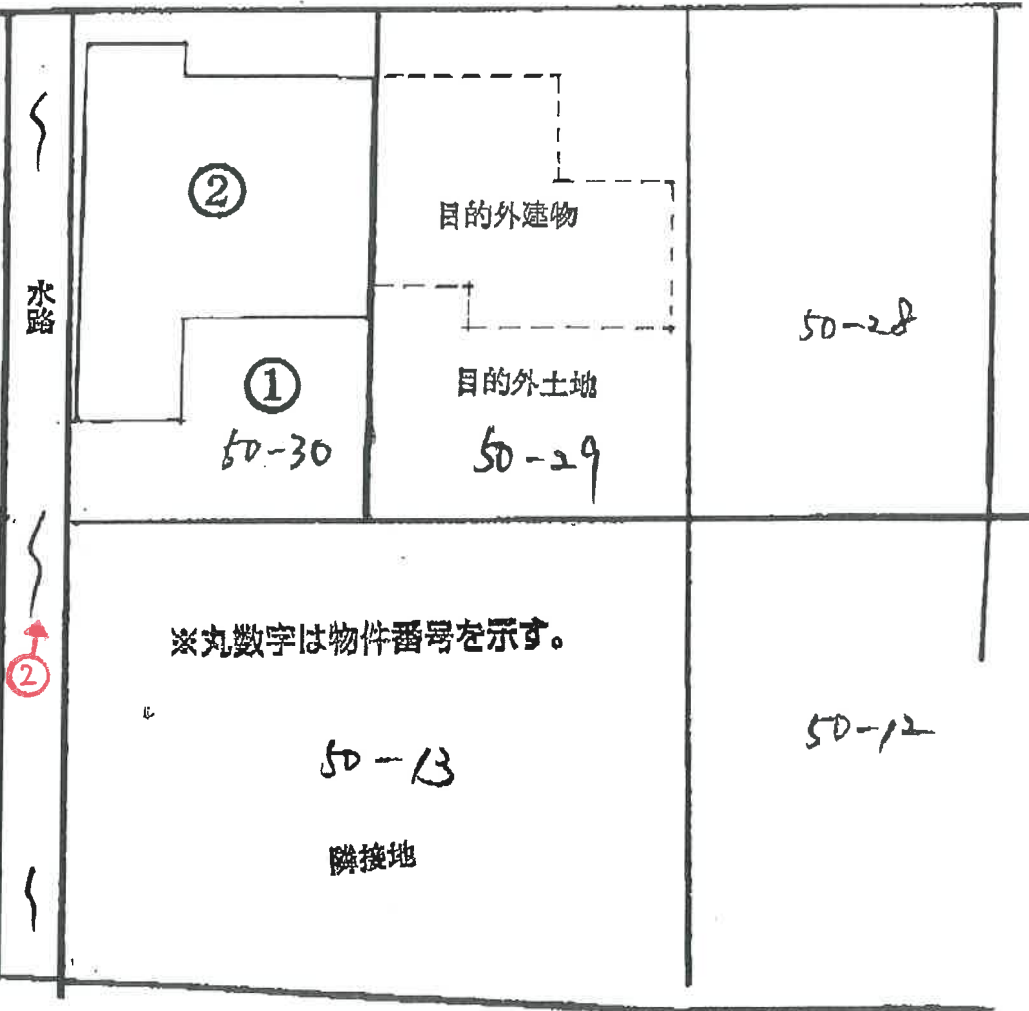 ②
目的外建物
水路
50-28
①
目的外土地
50-30
50-29
※丸数字は物件番号を示す。
②
50-13
50-12
隣接地